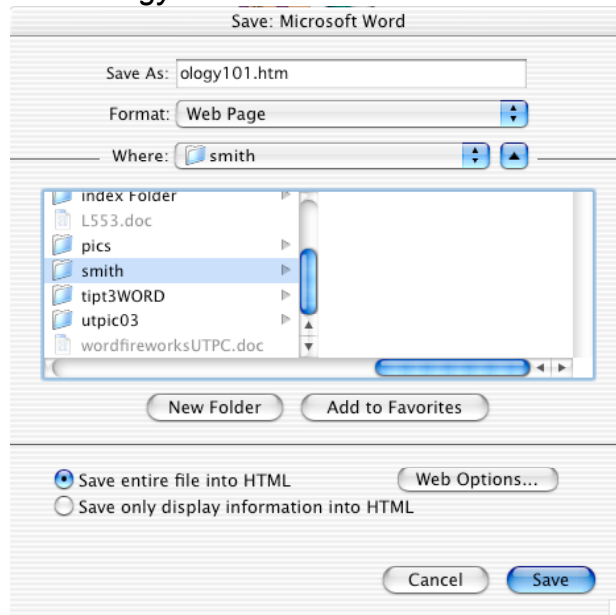 Save: Microsoft Word
Save As: ology101.htm
Format: Web Page
Where: smith
index Folder
L553.doc
pics
smith
tipt3WORD
utpic03
wordfireworksUTPC.doc
New Folder Add to Favorites
Save entire file into HTML Web Options...
Save only display information into HTML
Cancel Save